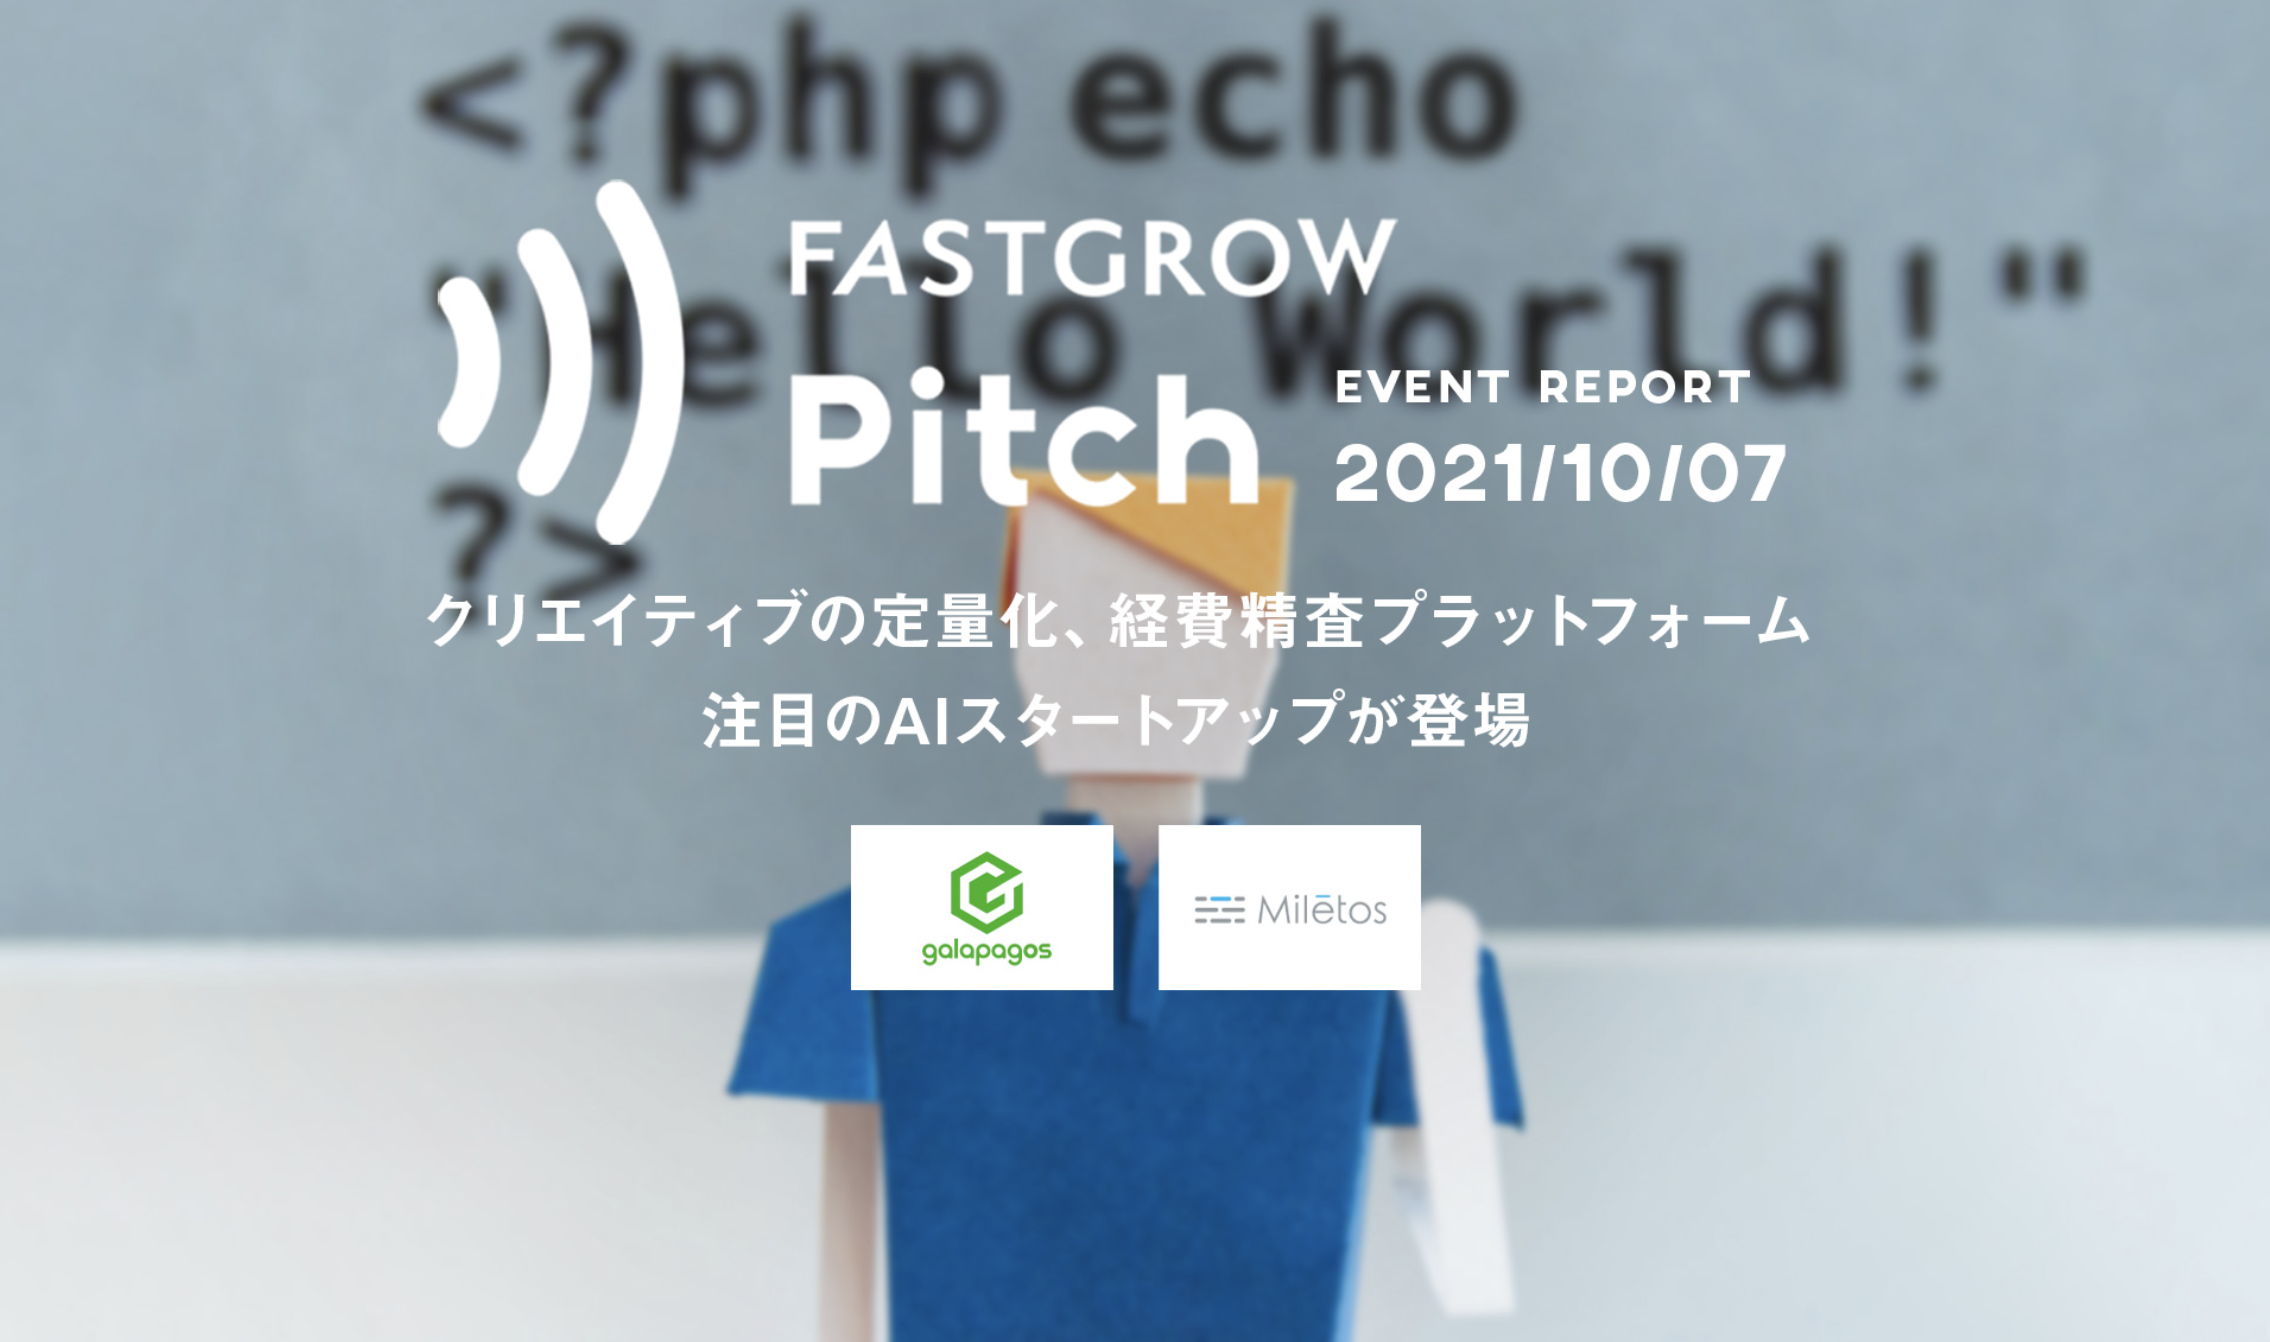 <?php echo
"Hello World!"
?>
FASTGROW
Pitch
EVENT REPORT
2021/10/07
クリエイティブの定量化、経費精査プラットフォーム
注目のAIスタートアップが登場
galapagos
Milētos